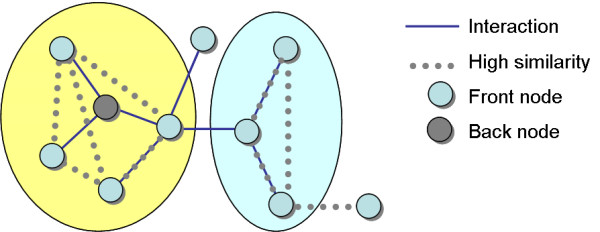 Interaction
High similarity
Front node
Back node